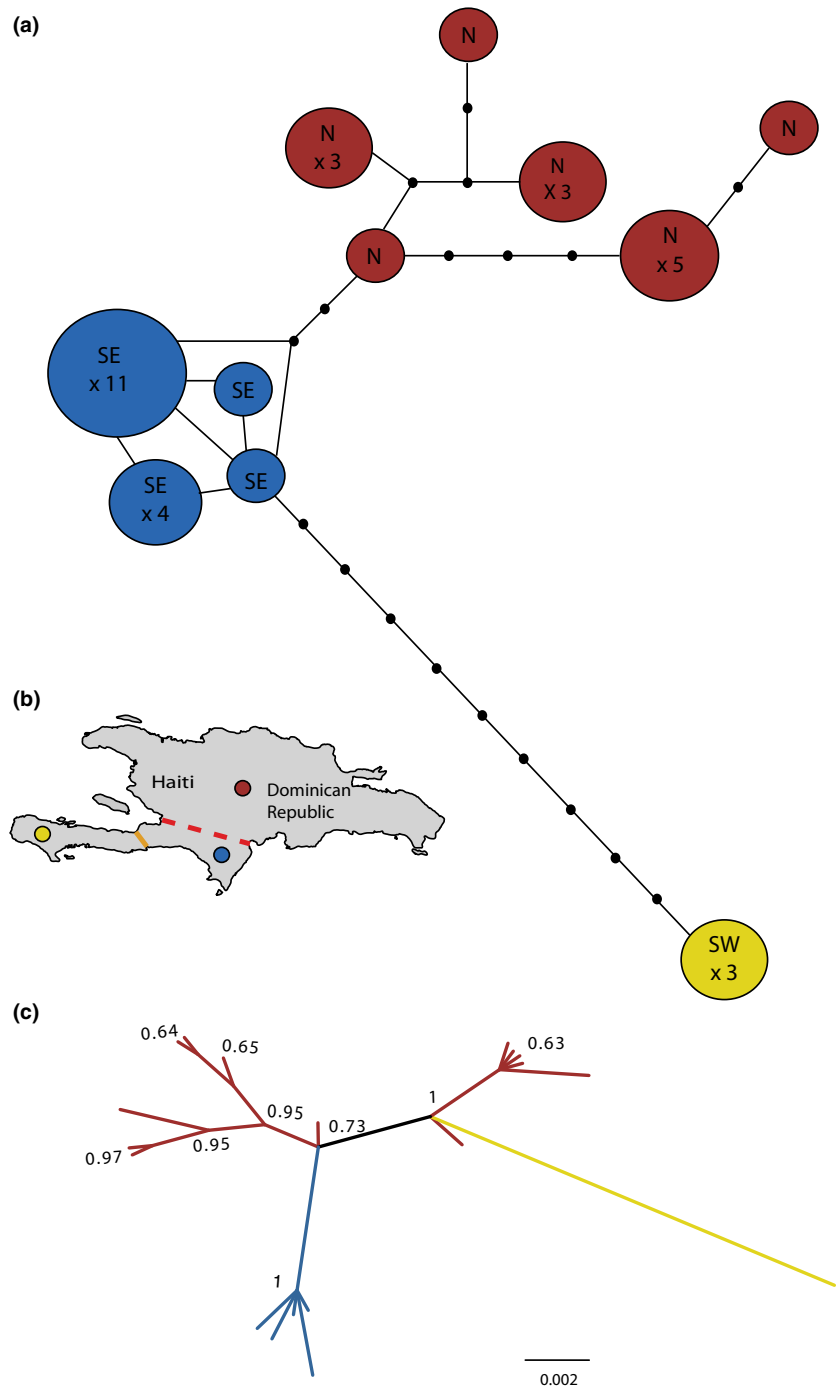 (a)
N
N
x 3
N
X 3
N
N
N
x 5
SE
x 11
SE
SE
SE
x 4
SW
x 3
(b)
Haiti
Dominican
Republic
(c)
0.64
0.65
0.63
0.95
0.73
1
0.97
0.95
1
0.002